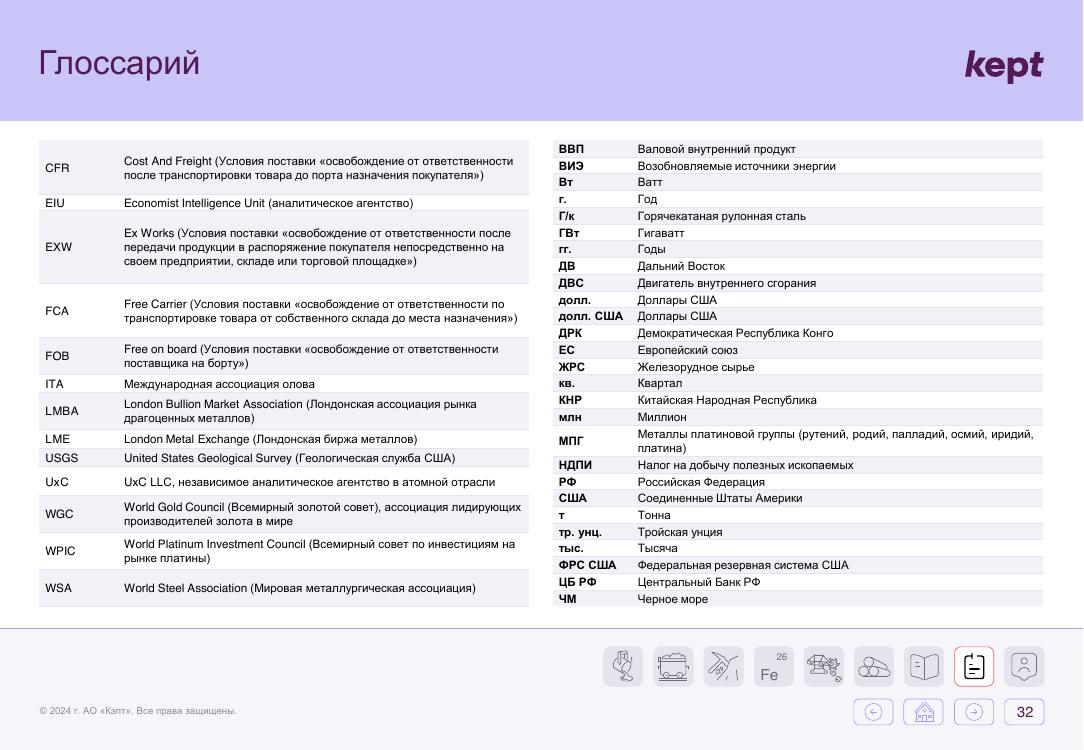 Глоссарий
kept
CFR
Cost And Freight (Условия поставки «освобождение от ответственности
после транспортировки товара до порта назначения покупателя»)
EIU
Economist Intelligence Unit (аналитическое агентство)
EXW
Ex Works (Условия поставки «освобождение от ответственности после
передачи продукции в распоряжение покупателя непосредственно на
своем предприятии, складе или торговой площадке»)
FCA
Free Carrier (Условия поставки «освобождение от ответственности по
транспортировке товара от собственного склада до места назначения»)
FOB
Free on board (Условия поставки «освобождение от ответственности
поставщика на борту»)
ITA
Международная ассоциация олова
LMBA
London Bullion Market Association (Лондонская ассоциация рынка
драгоценных металлов)
LME
London Metal Exchange (Лондонская биржа металлов)
USGS
United States Geological Survey (Геологическая служба США)
UxC
UxC LLC, независимое аналитическое агентство в атомной отрасли
WGC
World Gold Council (Всемирный золотой совет), ассоциация лидирующих
производителей золота в мире
WPIC
World Platinum Investment Council (Всемирный совет по инвестициям на
рынке платины)
WSA
World Steel Association (Мировая металлургическая ассоциация)
ВВП Валовой внутренний продукт
ВИЭ Возобновляемые источники энергии
Вт Ватт
г. Год
Г/к Горячекатаная рулонная сталь
ГВт Гигаватт
гг. Годы
ДВ Дальний Восток
ДВС Двигатель внутреннего сгорания
долл. Доллары США
долл. США Доллары США
ДРК Демократическая Республика Конго
ЕС Европейский союз
ЖРС Железорудное сырье
кв. Квартал
КНР Китайская Народная Республика
млн Миллион
МПГ
Металлы платиновой группы (рутений, родий, палладий, осмий, иридий,
платина)
НДПИ Налог на добычу полезных ископаемых
РФ Российская Федерация
США Соединенные Штаты Америки
т Тонна
тр. унц. Тройская унция
тыс. Тысяча
ФРС США Федеральная резервная система США
ЦБ РФ Центральный Банк РФ
ЧМ Черное море
26
Fe
© 2024 г. АО «Кэпт». Все права защищены.
32